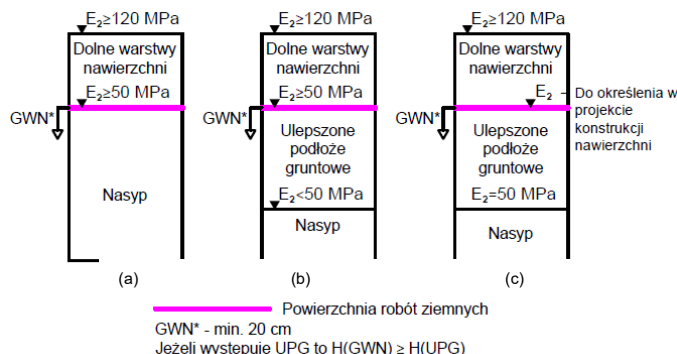 E₂≥120 MPa
Dolne warstwy
nawierzchni
E₂≥50 MPa
GWN*
Nasyp
(a)
E₂≥120 MPa
Dolne warstwy
nawierzchni
E₂≥50 MPa
GWN*
Ulepszone
podłoże
gruntowe
E₂<50 MPa
Nasyp
(b)
E₂≥120 MPa
Dolne warstwy
nawierzchni
E₂ - Do określenia w
projekcie
konstrukcji
nawierzchni
GWN*
Ulepszone
podłoże
gruntowe
E₂=50 MPa
Nasyp
(c)
Powierzchnia robót ziemnych
GWN* - min. 20 cm
Jeżeli występuje UPG to H(GWN) ≥ H(UPG)